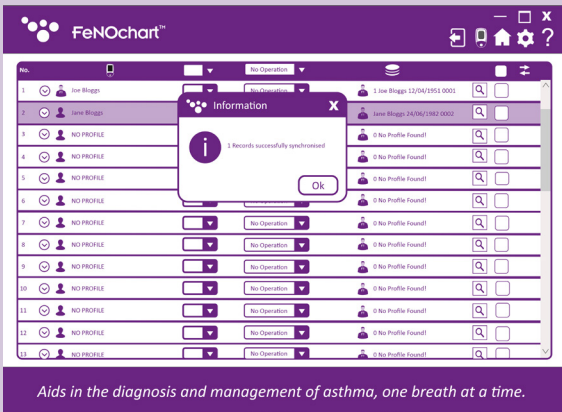 FeNOchart™
X
?
No.
No Operation
1 Joe Bloggs No Operation 1 Joe Bloggs 12/04/1951 0001
2 Jane Bloggs Jane Bloggs 24/06/1982 0002
3 NO PROFILE 0 No Profile Found!
4 NO PROFILE 0 No Profile Found!
5 NO PROFILE 0 No Profile Found!
6 NO PROFILE No Operation 0 No Profile Found!
7 NO PROFILE No Operation 0 No Profile Found!
8 NO PROFILE No Operation 0 No Profile Found!
9 NO PROFILE No Operation 0 No Profile Found!
10 NO PROFILE No Operation 0 No Profile Found!
11 NO PROFILE No Operation 0 No Profile Found!
12 NO PROFILE No Operation 0 No Profile Found!
13 NO PROFILE No Operation 0 No Profile Found!
Information X
i
1 Records successfully synchronised
Ok
Aids in the diagnosis and management of asthma, one breath at a time.